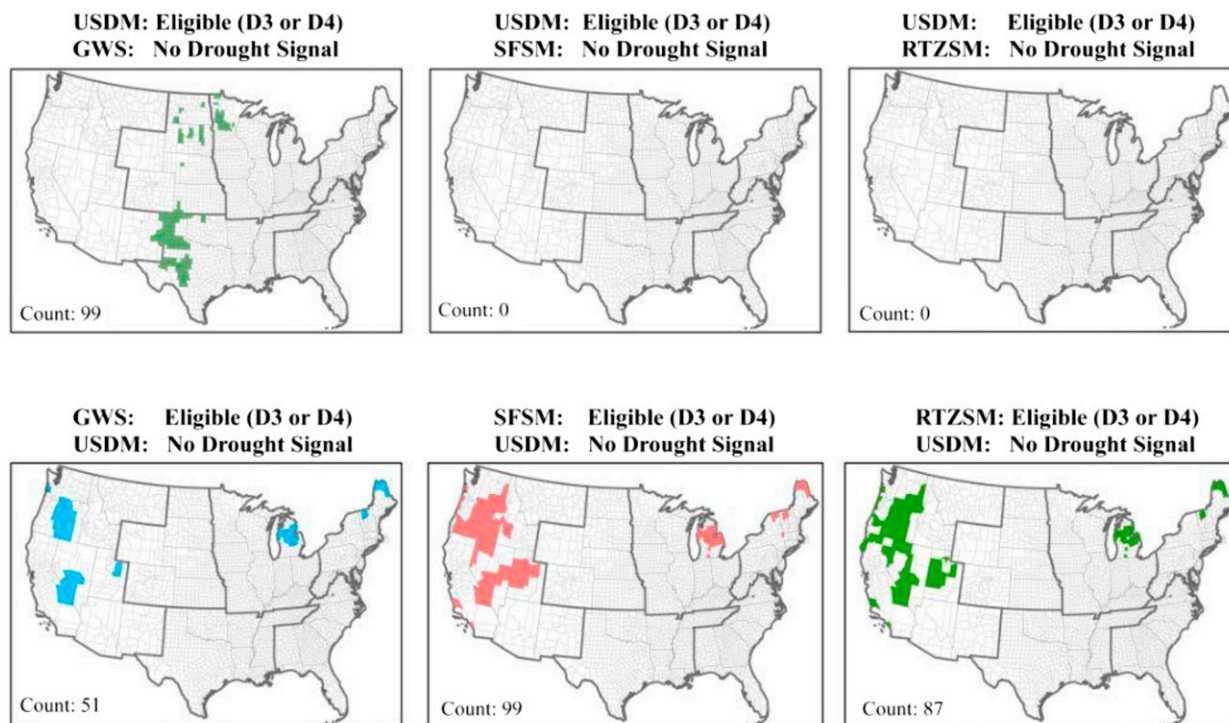 USDM: Eligible (D3 or D4)
GWS: No Drought Signal
Count: 99
USDM: Eligible (D3 or D4)
SFSM: No Drought Signal
Count: 0
USDM: Eligible (D3 or D4)
RTZSM: No Drought Signal
Count: 0
GWS: Eligible (D3 or D4)
USDM: No Drought Signal
Count: 51
SFSM: Eligible (D3 or D4)
USDM: No Drought Signal
Count: 99
RTZSM: Eligible (D3 or D4)
USDM: No Drought Signal
Count: 87